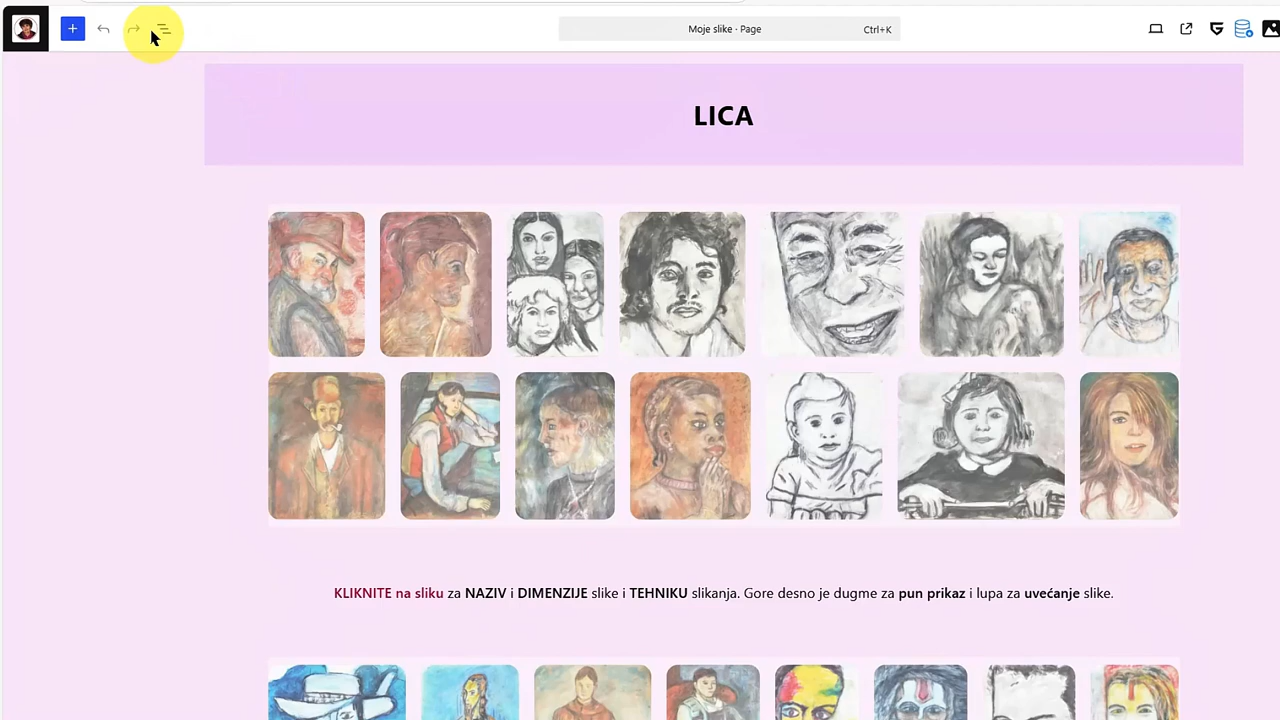 Moje slike · Page Ctrl+K
LICA
KLIKNITE na sliku za NAZIV i DIMENZIJE slike i TEHNIKU slikanja. Gore desno je dugme za pun prikaz i lupa za uvećanje slike.